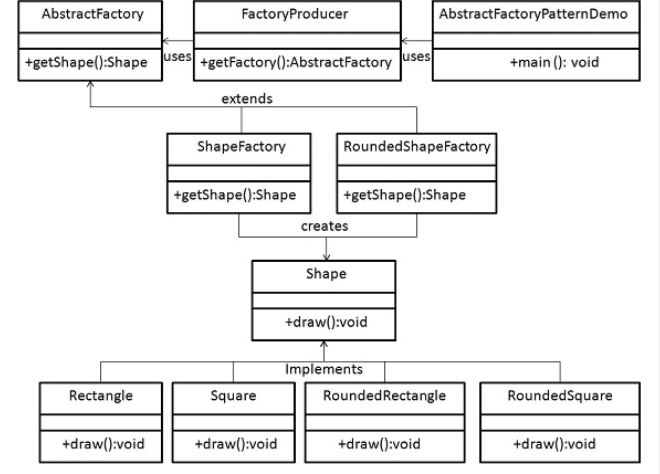 AbstractFactory
+getShape():Shape
uses
FactoryProducer
+getFactory():AbstractFactory
uses
AbstractFactoryPatternDemo
+main (): void
extends
ShapeFactory
+getShape():Shape
RoundedShapeFactory
+getShape():Shape
creates
Shape
+draw():void
Implements
Rectangle
+draw():void
Square
+draw():void
RoundedRectangle
+draw():void
RoundedSquare
+draw():void